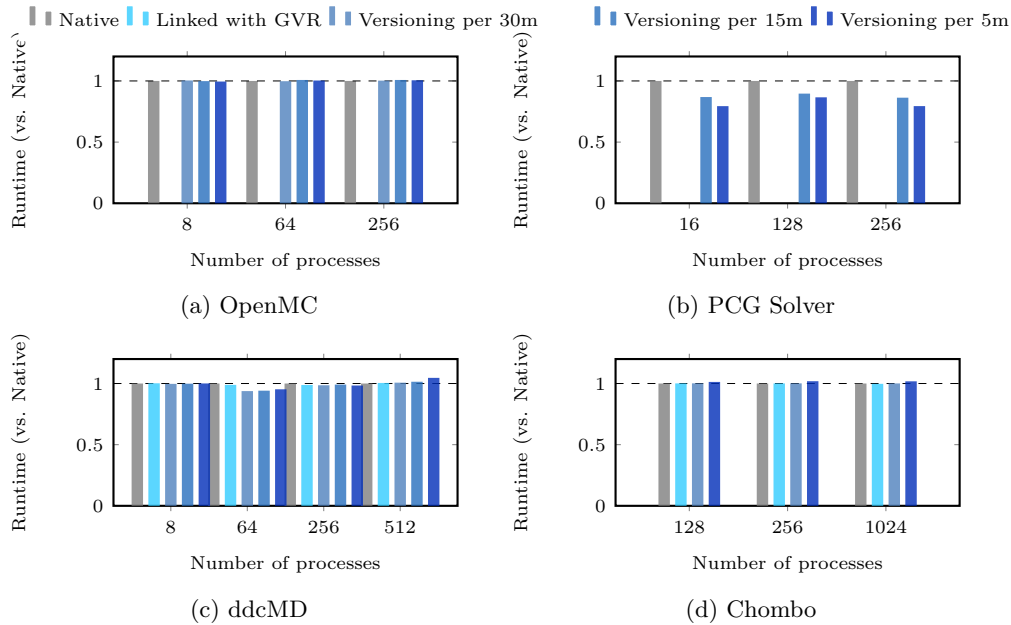 Native Linked with GVR Versioning per 30m Versioning per 15m Versioning per 5m
Runtime (vs. Native)
1
0.5
0
8 64 256
Number of processes
(a) OpenMC
Runtime (vs. Native)
1
0.5
0
16 128 256
Number of processes
(b) PCG Solver
Runtime (vs. Native)
1
0.5
0
8 64 256 512
Number of processes
(c) ddcMD
Runtime (vs. Native)
1
0.5
0
128 256 1024
Number of processes
(d) Chombo